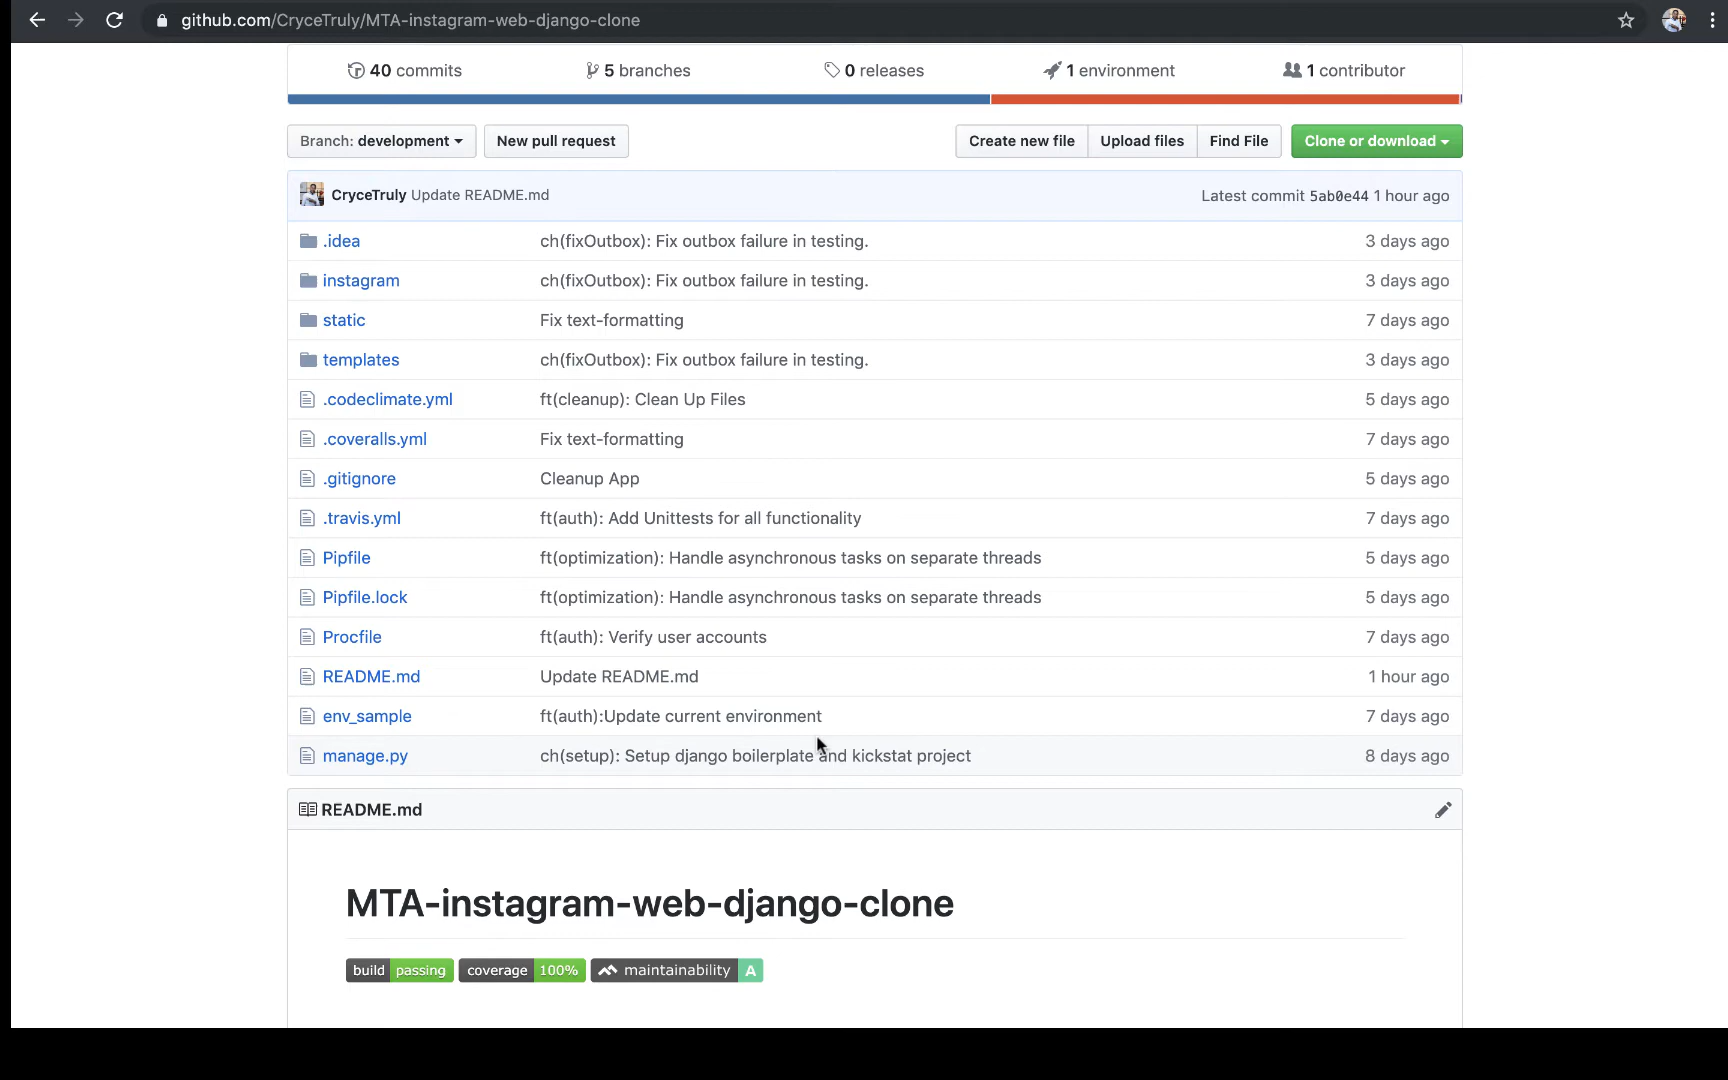 github.com/CryceTruly/MTA-instagram-web-django-clone
40 commits 5 branches 0 releases 1 environment 1 contributor
Branch: development New pull request Create new file Upload files Find File Clone or download
CryceTruly Update README.md Latest commit 5ab0e44 1 hour ago
.idea ch(fixOutbox): Fix outbox failure in testing. 3 days ago
instagram ch(fixOutbox): Fix outbox failure in testing. 3 days ago
static Fix text-formatting 7 days ago
templates ch(fixOutbox): Fix outbox failure in testing. 3 days ago
.codeclimate.yml ft(cleanup): Clean Up Files 5 days ago
.coveralls.yml Fix text-formatting 7 days ago
.gitignore Cleanup App 5 days ago
.travis.yml ft(auth): Add Unittests for all functionality 7 days ago
Pipfile ft(optimization): Handle asynchronous tasks on separate threads 5 days ago
Pipfile.lock ft(optimization): Handle asynchronous tasks on separate threads 5 days ago
Procfile ft(auth): Verify user accounts 7 days ago
README.md Update README.md 1 hour ago
env_sample ft(auth):Update current environment 7 days ago
manage.py ch(setup): Setup django boilerplate and kickstat project 8 days ago
README.md
MTA-instagram-web-django-clone
build passing coverage 100% maintainability A